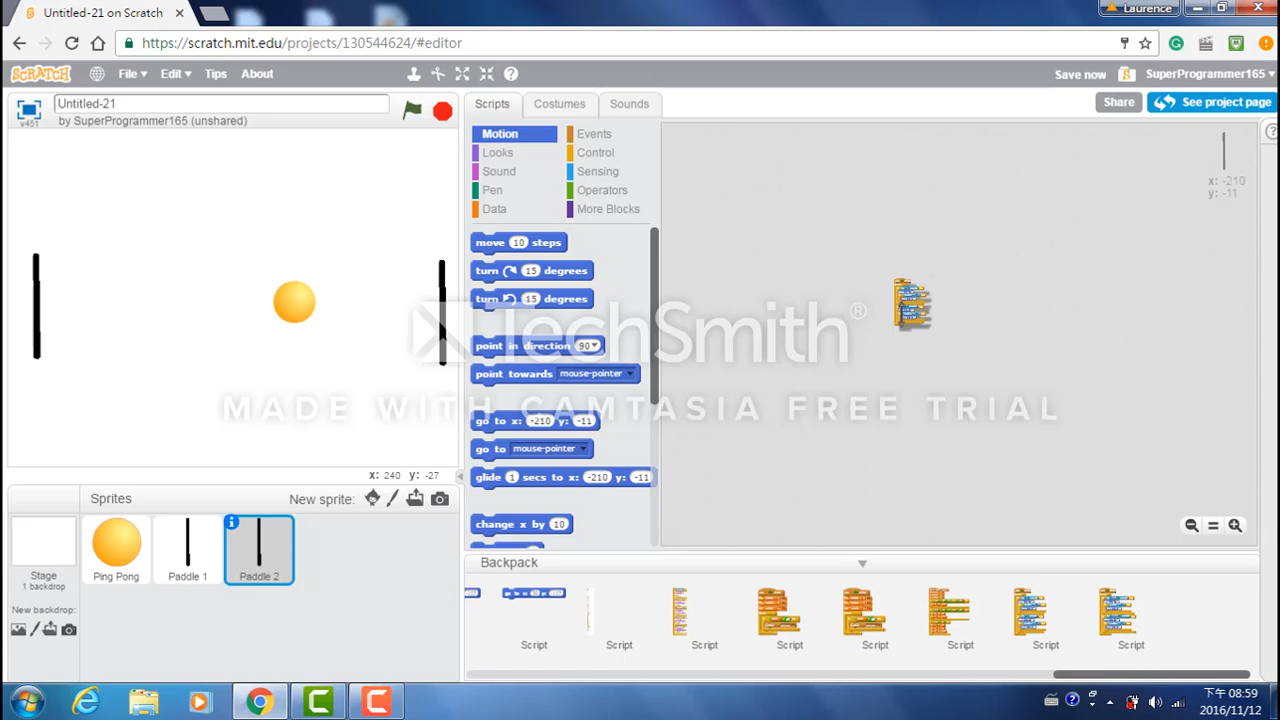 Untitled-21 on Scratch
Laurence
https://scratch.mit.edu/projects/130544624/#editor
SCRATCH
File Edit Tips About
Save now
SuperProgrammer165
Untitled-21
by SuperProgrammer165 (unshared)
v451
Scripts
Costumes
Sounds
Share
See project page
Motion
Looks
Sound
Pen
Data
Events
Control
Sensing
Operators
More Blocks
x: -210
y: -11
move 10 steps
turn 15 degrees
turn 15 degrees
point in direction 90
point towards mouse-pointer
go to x: -210 y: -11
go to mouse-pointer
glide 1 secs to x: -210 y: -11
change x by 10
TechSmith®
MADE WITH CAMTASIA FREE TRIAL
x: 240 y: -27
Sprites
New sprite:
Stage
1 backdrop
New backdrop:
Ping Pong
Paddle 1
Paddle 2
Backpack
Script
Script
Script
Script
Script
Script
Script
Script
下午 08:59
2016/11/12